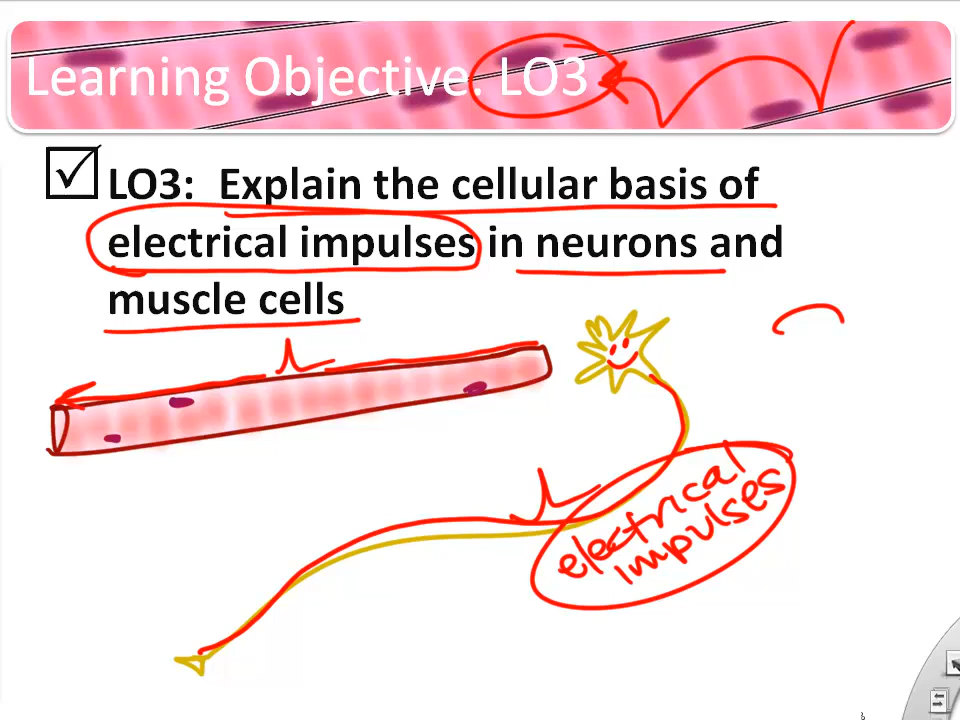 Learning Objective. LO3
LO3: Explain the cellular basis of
electrical impulses in neurons and
muscle cells
electrical
impulses